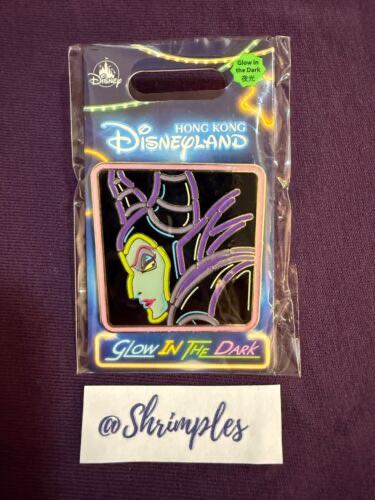 Disney
Glow in
the Dark
夜光
HONG KONG
DISNEYLAND
GLOW IN THE DARK
@Shrimples